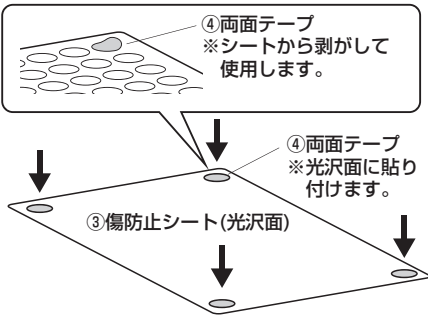 ④両面テープ
※シートから剥がして
使用します。
④両面テープ
※光沢面に貼り
付けます。
③傷防止シート(光沢面)